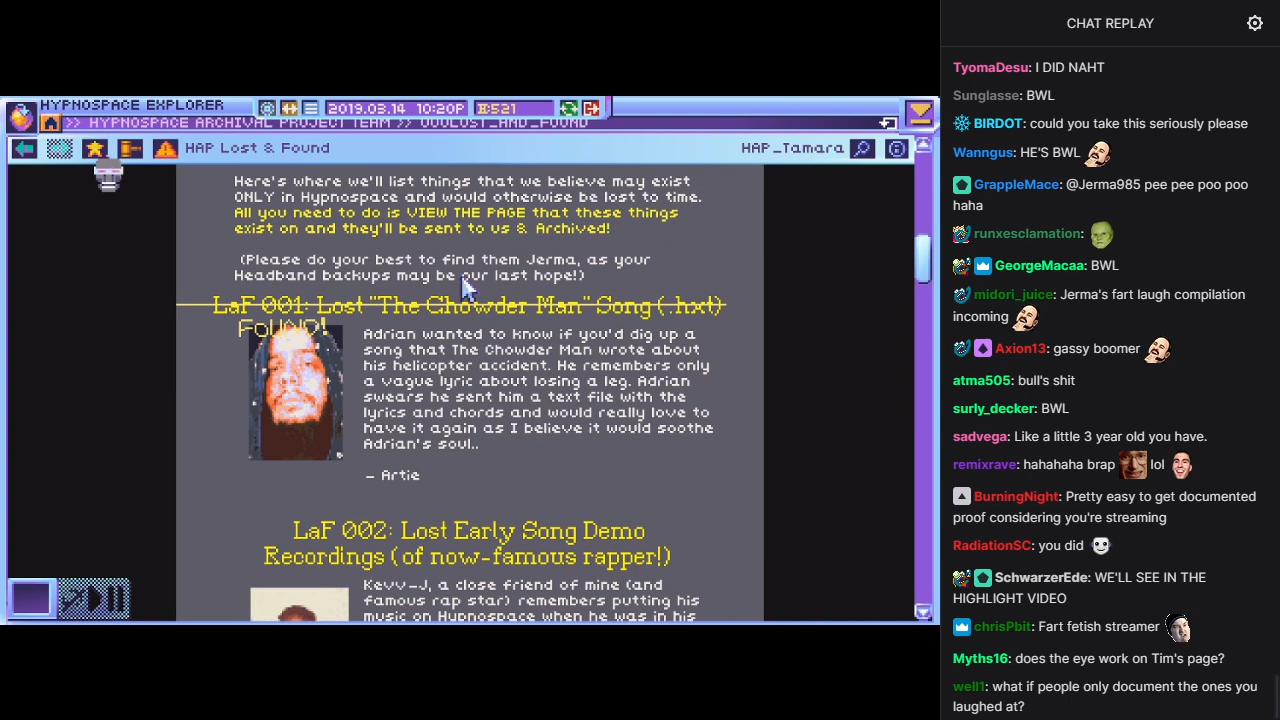 HYPNOSPACE EXPLORER
2019.03.14 10:20P
521
>> HYPNOSPACE ARCHIVAL PROJECT TEAM >>
HAP Lost & Found
HAP_Tamara
Here's where we'll list things that we believe may exist
ONLY in Hypnospace and would otherwise be lost to time.
All you need to do is VIEW THE PAGE that these things
exist on and they'll be sent to us & Archived!
(Please do your best to find them Jerma, as your
Headband backups may be our last hope!)
LaF 001: Lost "The Chowder Man" Song (.hxt)
FOUND!
Adrian wanted to know if you'd dig up a
song that The Chowder Man wrote about
his helicopter accident. He remembers only
a vague lyric about losing a leg. Adrian
swears he sent him a text file with the
lyrics and chords and would really love to
have it again as I believe it would soothe
Adrian's soul..
- Artie
LaF 002: Lost Early Song Demo
Recordings (of now-famous rapper!)
Kevv-J, a close friend of mine (and
famous rap star) remembers putting his
music on Hypnospace when he was in his
CHAT REPLAY
TyomaDesu: I DID NAHT
Sunglasse: BWL
BIRDOT: could you take this seriously please
Wanngus: HE'S BWL
GrappleMace: @Jerma985 pee pee poo poo
haha
runxesclamation:
GeorgeMacaa: BWL
midori_juice: Jerma's fart laugh compilation
incoming
Axion13: gassy boomer
atma505: bull's shit
surly_decker: BWL
sadvega: Like a little 3 year old you have.
remixrave: hahahaha brap lol
BurningNight: Pretty easy to get documented
proof considering you're streaming
RadiationSC: you did
SchwarzerEde: WE'LL SEE IN THE
HIGHLIGHT VIDEO
chrisPbit: Fart fetish streamer
Myths16: does the eye work on Tim's page?
well1: what if people only document the ones you
laughed at?